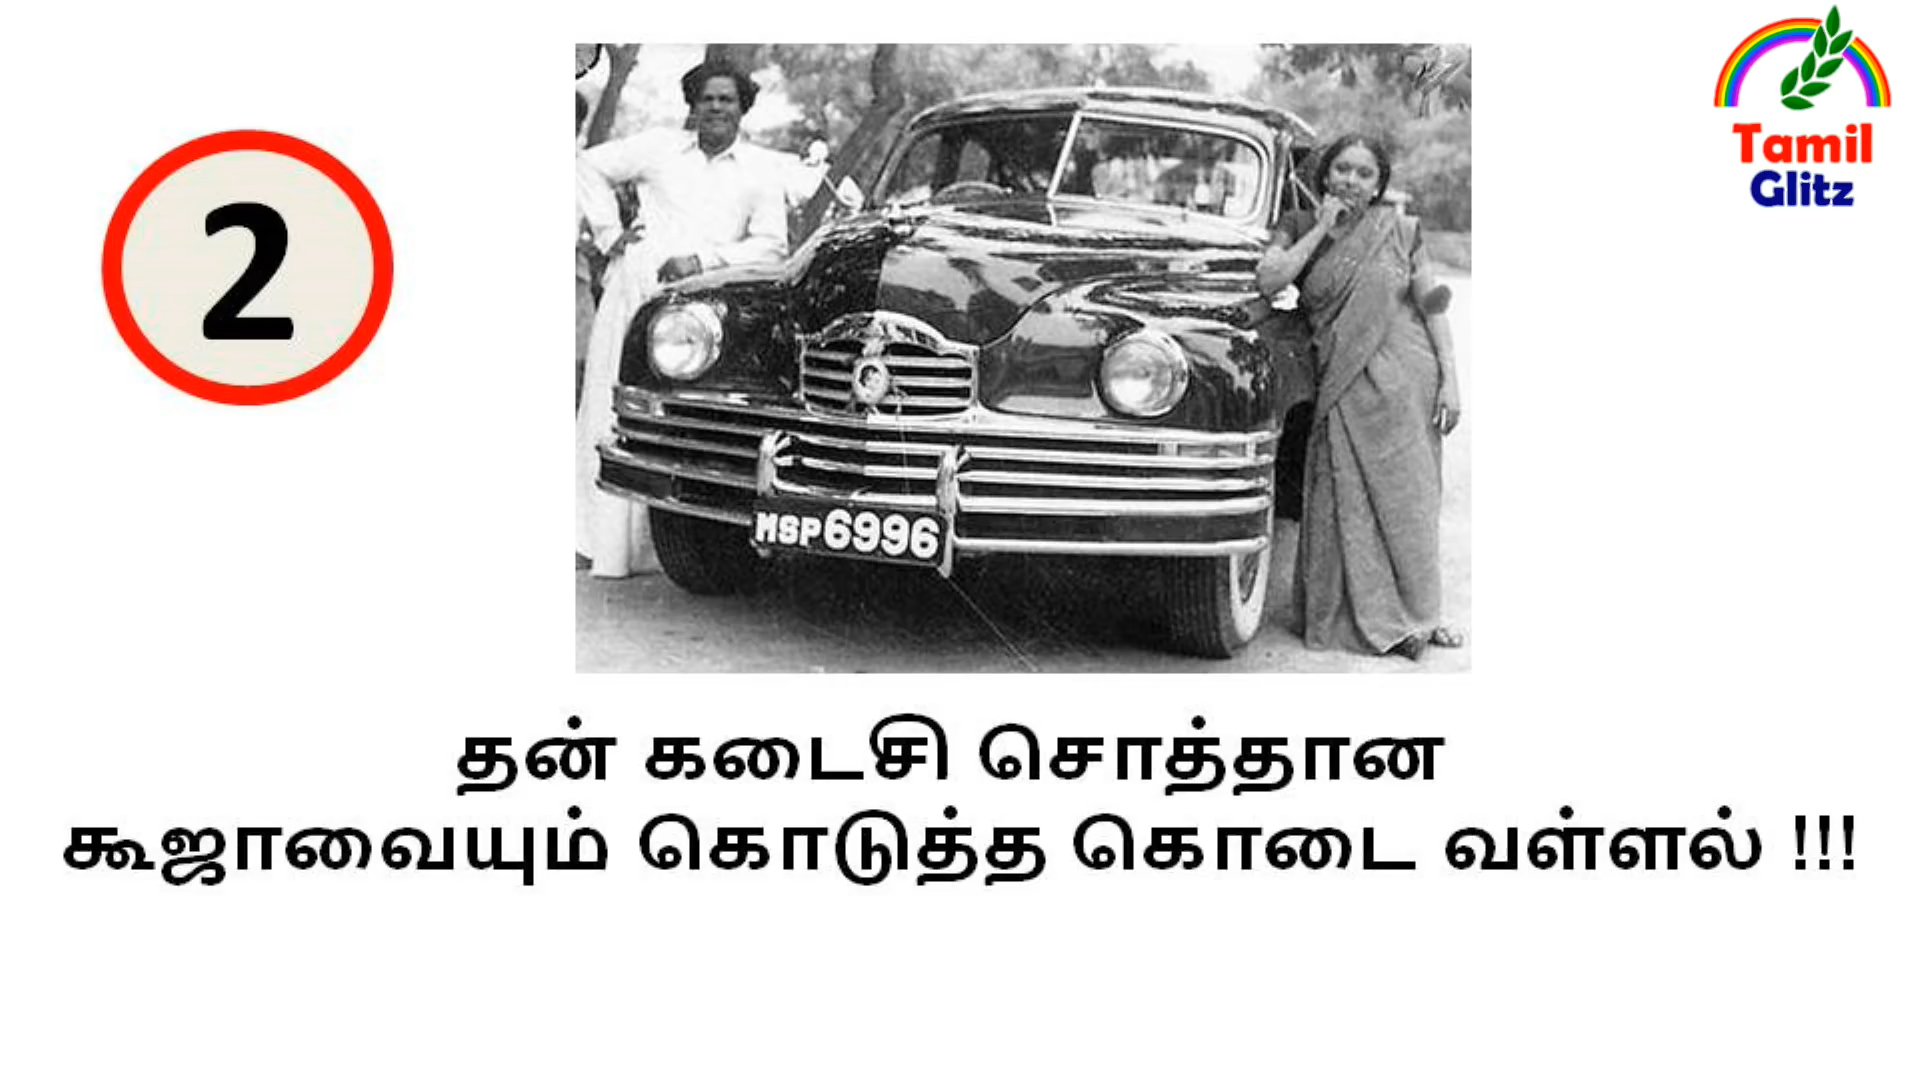 2
Tamil
Glitz
MSP6996
தன் கடைசி சொத்தான
கூஜாவையும் கொடுத்த கொடை வள்ளல் !!!